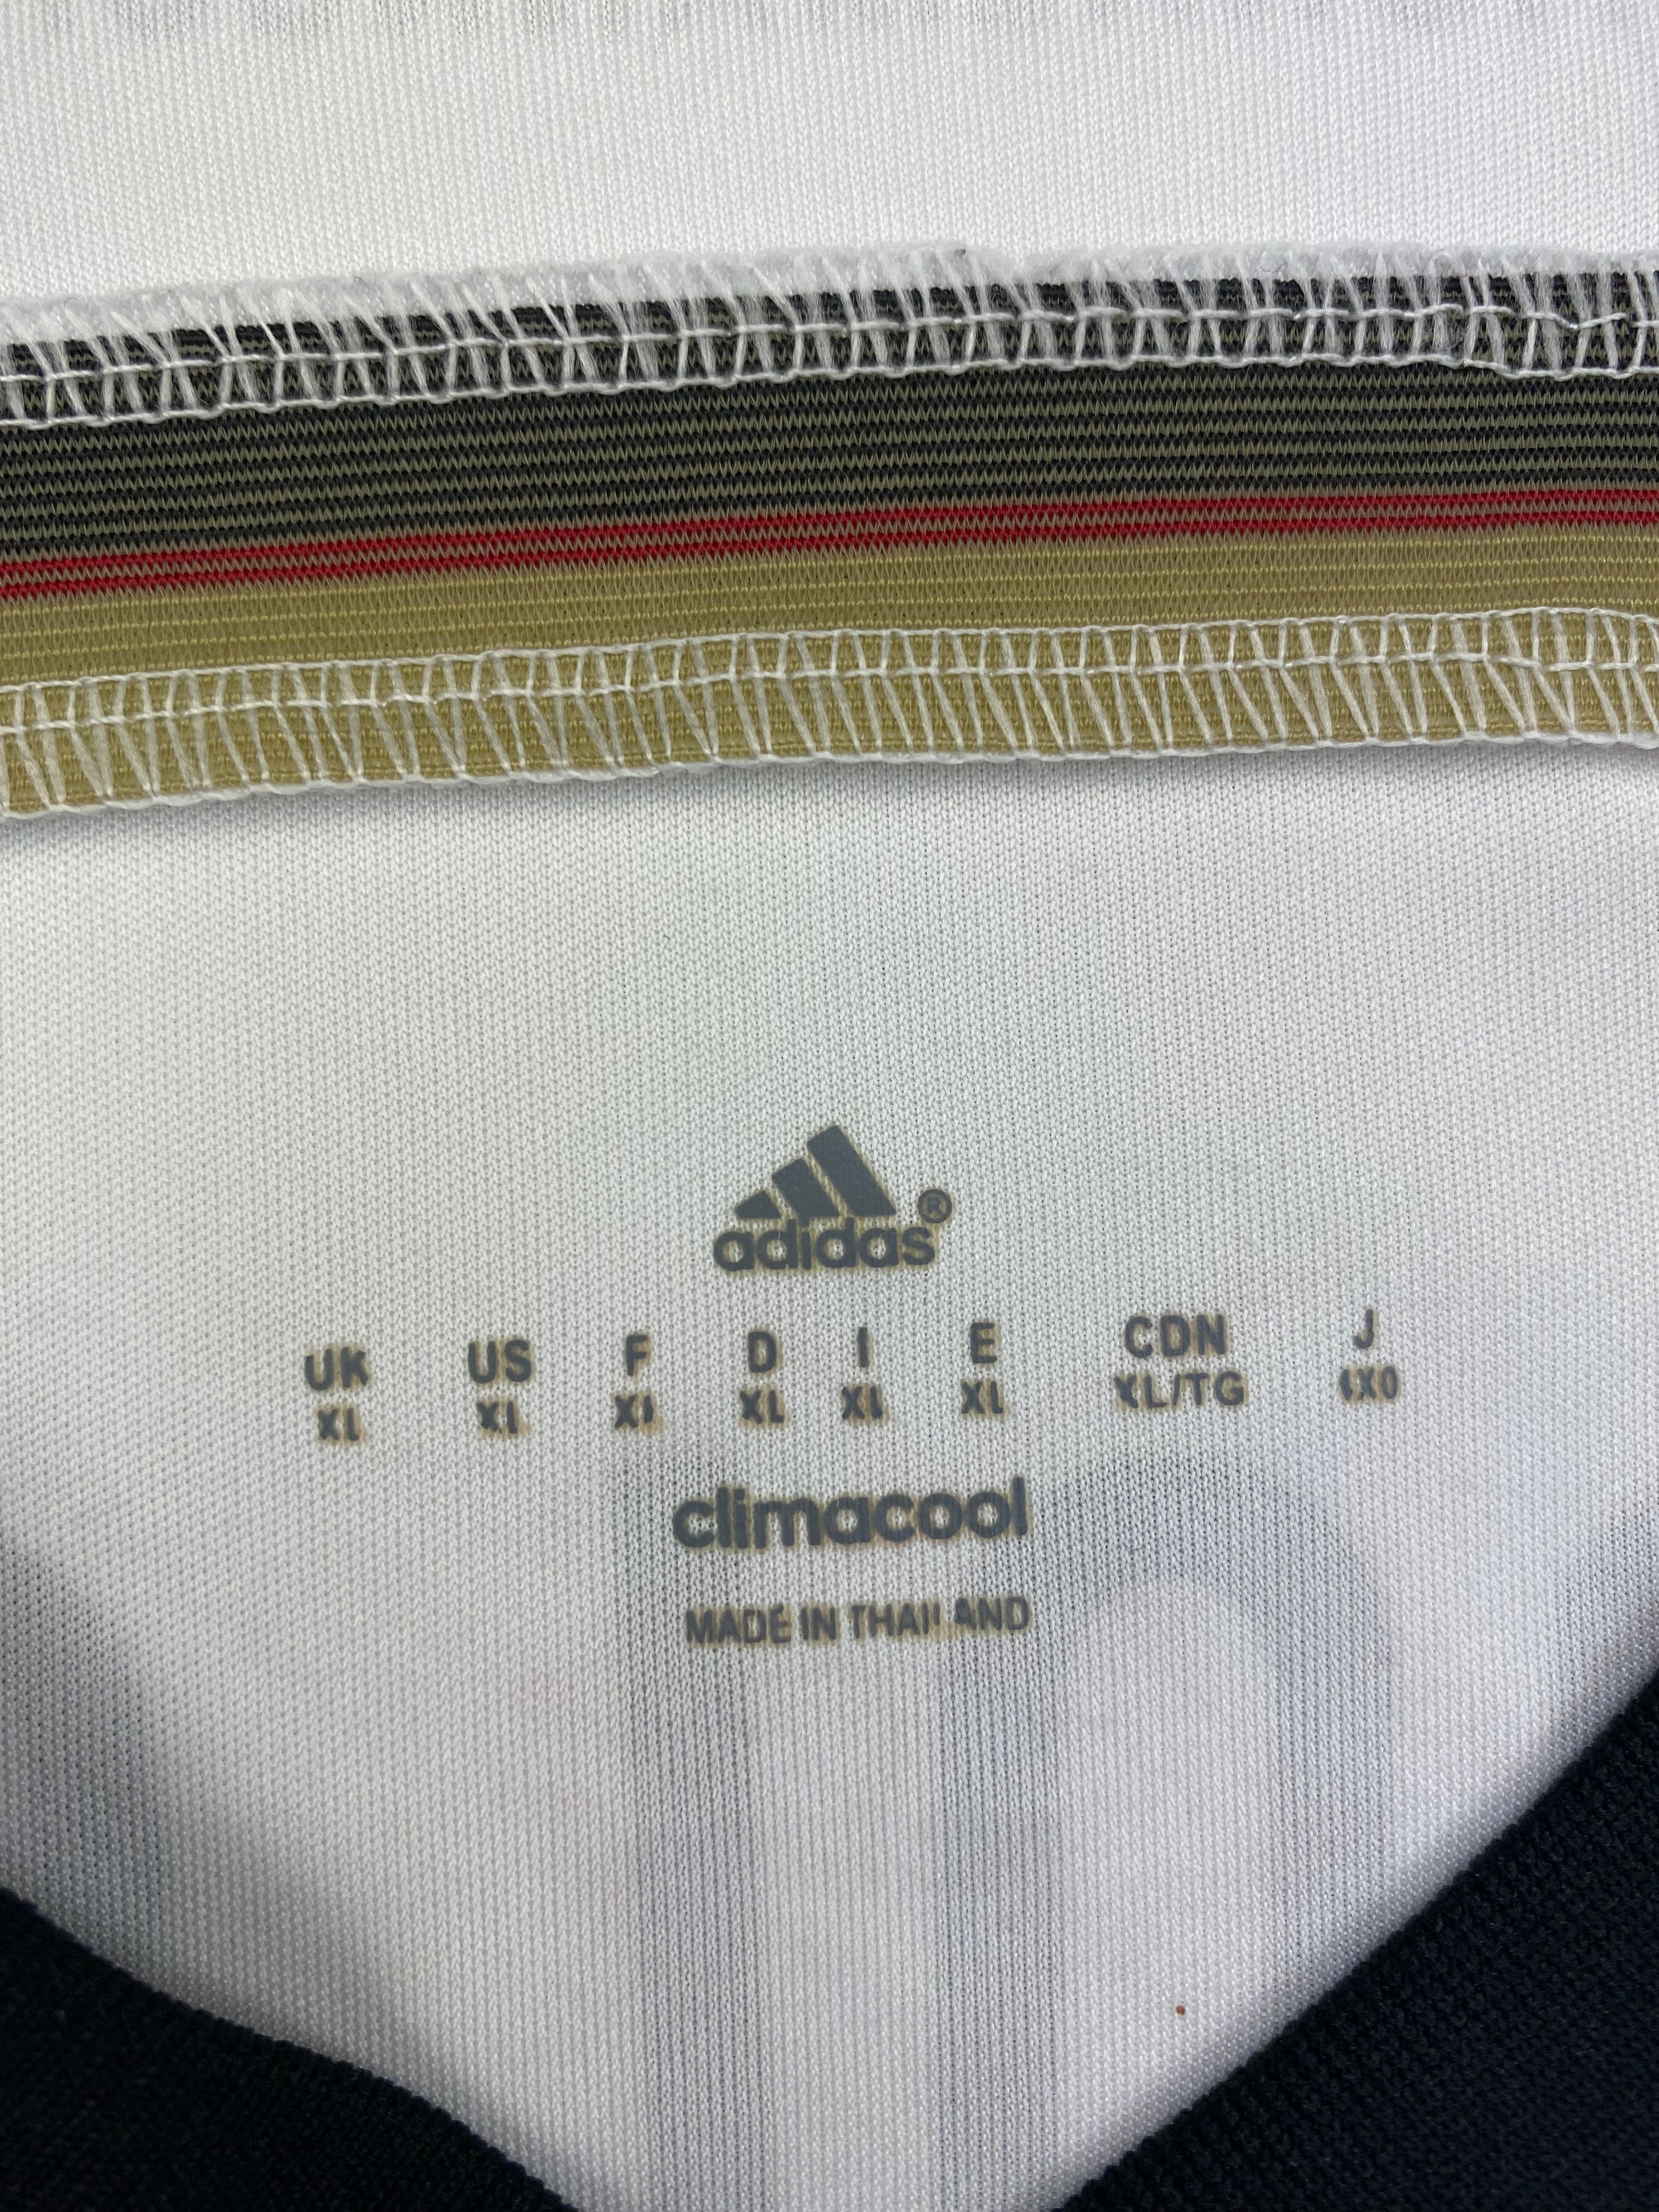 adidas®
UK US F D I E CDN J
XL XL XL XL XL XL XL/TG
climacool
MADE IN THAILAND